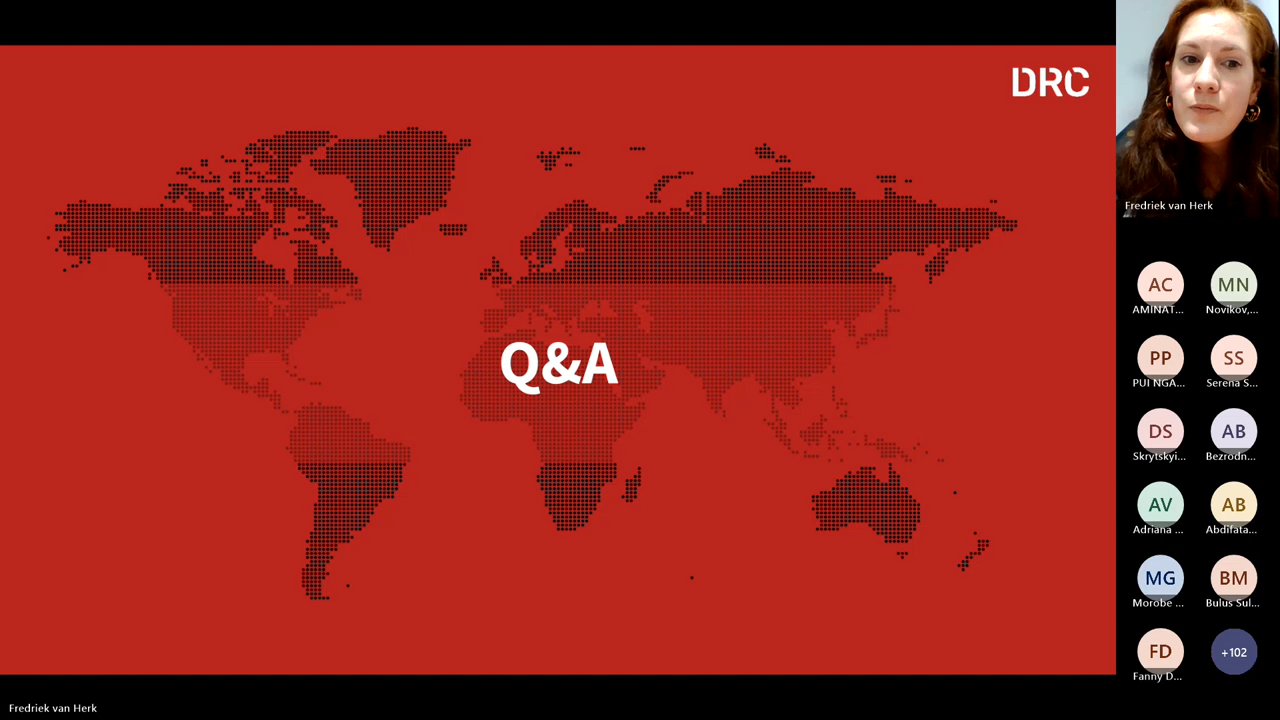 DRC
Q&A
Fredriek van Herk
AC
MN
AMINAT...
Novikov,...
PP
SS
PUI NGA...
Serena S...
DS
AB
Skrytskyi...
Bezrodn...
AV
AB
Adriana ...
Abdifata...
MG
BM
Morobe ...
Bulus Sul...
FD
+102
Fanny D...
Fredriek van Herk